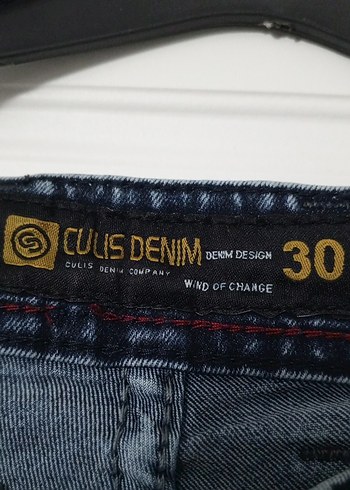 CULIS DENIM
CULIS DENIM COMPANY
DENIM DESIGN
WIND OF CHANGE
30